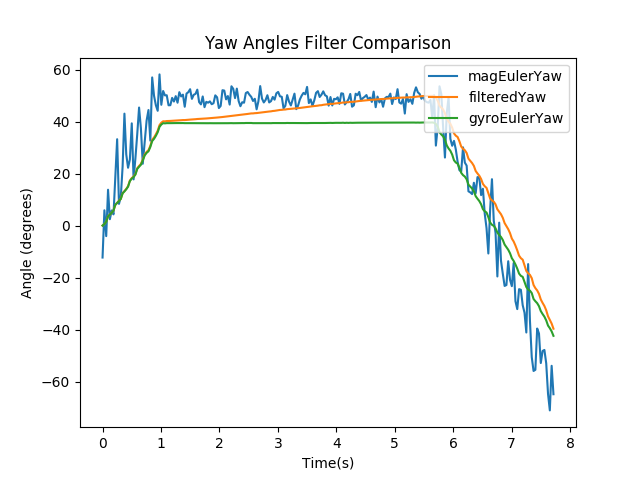 Yaw Angles Filter Comparison
magEulerYaw
filteredYaw
gyroEulerYaw
Angle (degrees)
60
40
20
0
−20
−40
−60
0 1 2 3 4 5 6 7 8
Time(s)